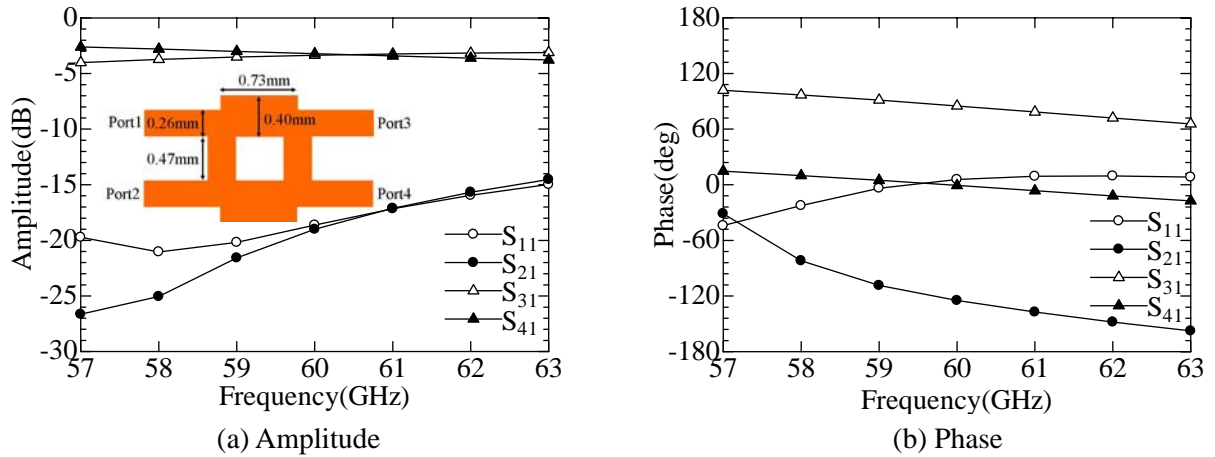 0
-5
-10
-15
-20
-25
-30
Amplitude(dB)
0.73mm
Port1
0.26mm
0.40mm
Port3
0.47mm
Port2
Port4
S11
S21
S31
S41
57 58 59 60 61 62 63
Frequency(GHz)
(a) Amplitude
180
120
60
0
-60
-120
-180
Phase(deg)
S11
S21
S31
S41
57 58 59 60 61 62 63
Frequency(GHz)
(b) Phase